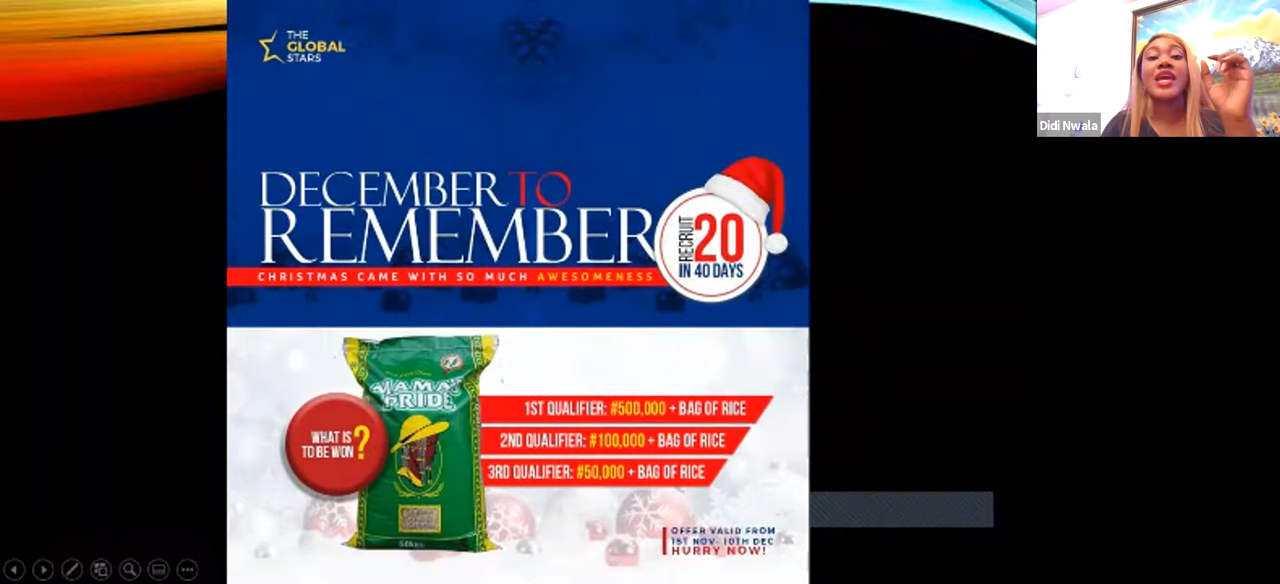 THE
GLOBAL
STARS
Didi Nwala
DECEMBER TO
REMEMBER
CHRISTMAS CAME WITH SO MUCH AWESOMENESS
RECRUIT
20
IN 40 DAYS
MAMA'S
PRIDE
WHAT IS
TO BE WON ?
1ST QUALIFIER: #500,000 + BAG OF RICE
2ND QUALIFIER: #100,000 + BAG OF RICE
3RD QUALIFIER: #50,000 + BAG OF RICE
OFFER VALID FROM
1ST NOV- 10TH DEC
HURRY NOW!